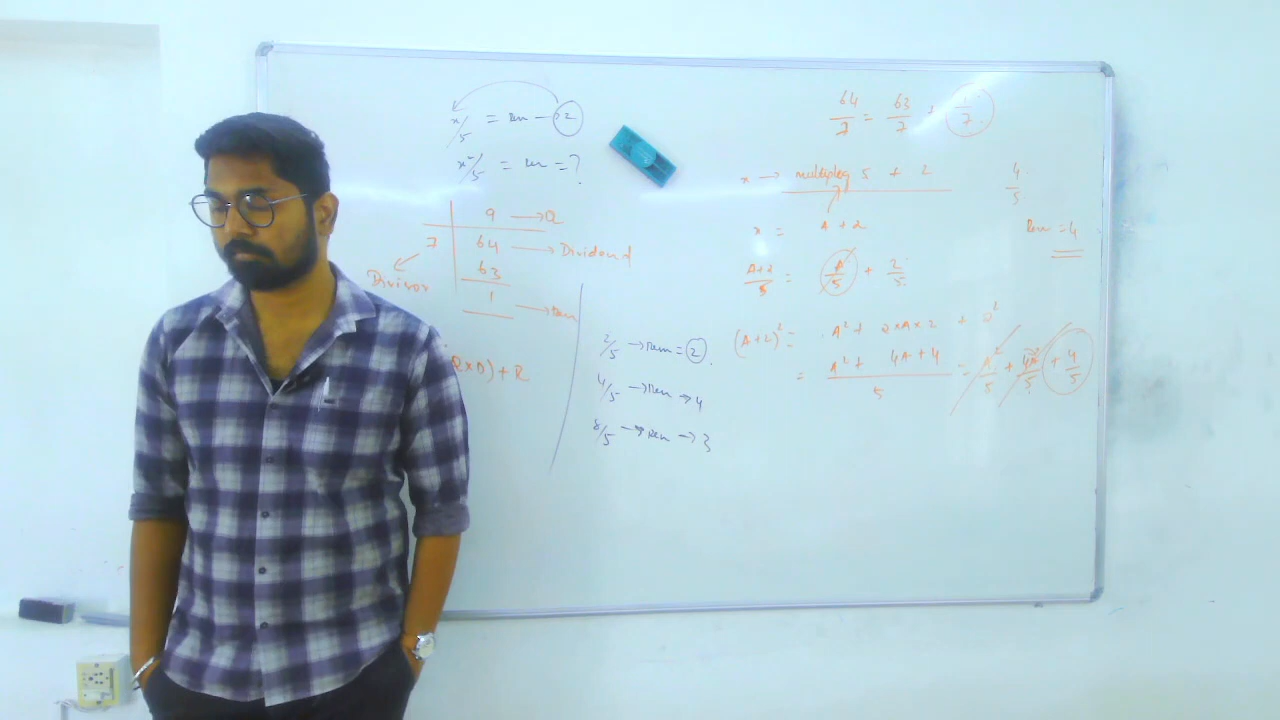 x/5 = Rem → 2
x²/5 = Rem = ?
9 → Q
7 64 → Dividend
Divisor 63
1 → Rem
QxD) + R
2/5 → Rem = 2
4/5 → Rem → 4
8/5 → Rem → 3
64/7 = 63/7 + 1/7
x → multiple of 5 + 2
4/5
x = A + 2
Rem = 4
A+2/5 = A/5 + 2/5
(A+2)² = A² + 2xAx2 + 2²
= A² + 4A + 4 / 5 = A²/5 + 4A/5 + 4/5